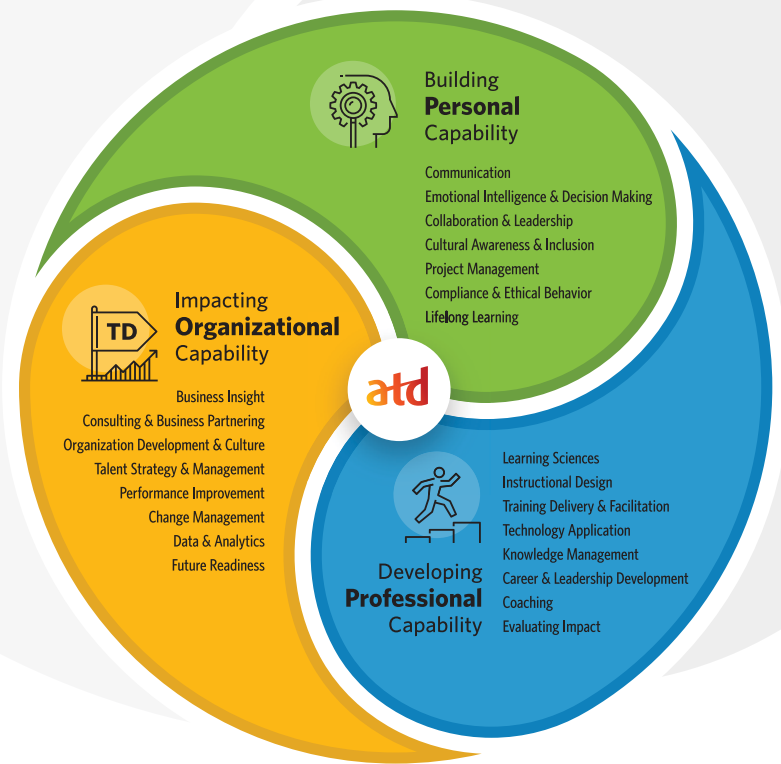 Building
Personal
Capability
Communication
Emotional Intelligence & Decision Making
Collaboration & Leadership
Cultural Awareness & Inclusion
Project Management
Compliance & Ethical Behavior
Lifelong Learning
TD
Impacting
Organizational
Capability
Business Insight
Consulting & Business Partnering
Organization Development & Culture
Talent Strategy & Management
Performance Improvement
Change Management
Data & Analytics
Future Readiness
atd
Developing
Professional
Capability
Learning Sciences
Instructional Design
Training Delivery & Facilitation
Technology Application
Knowledge Management
Career & Leadership Development
Coaching
Evaluating Impact